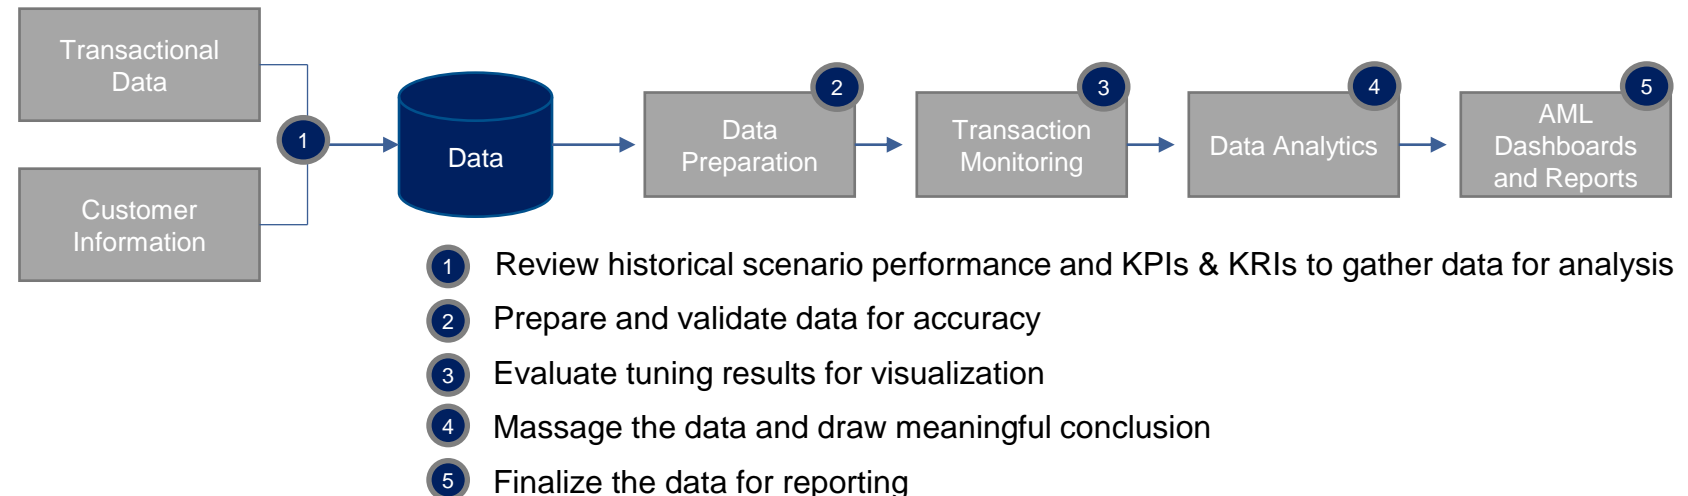 Transactional
Data
Customer
Information
1
Data
2
Data
Preparation
3
Transaction
Monitoring
4
Data Analytics
5
AML
Dashboards
and Reports
1 Review historical scenario performance and KPIs & KRIs to gather data for analysis
2 Prepare and validate data for accuracy
3 Evaluate tuning results for visualization
4 Massage the data and draw meaningful conclusion
5 Finalize the data for reporting